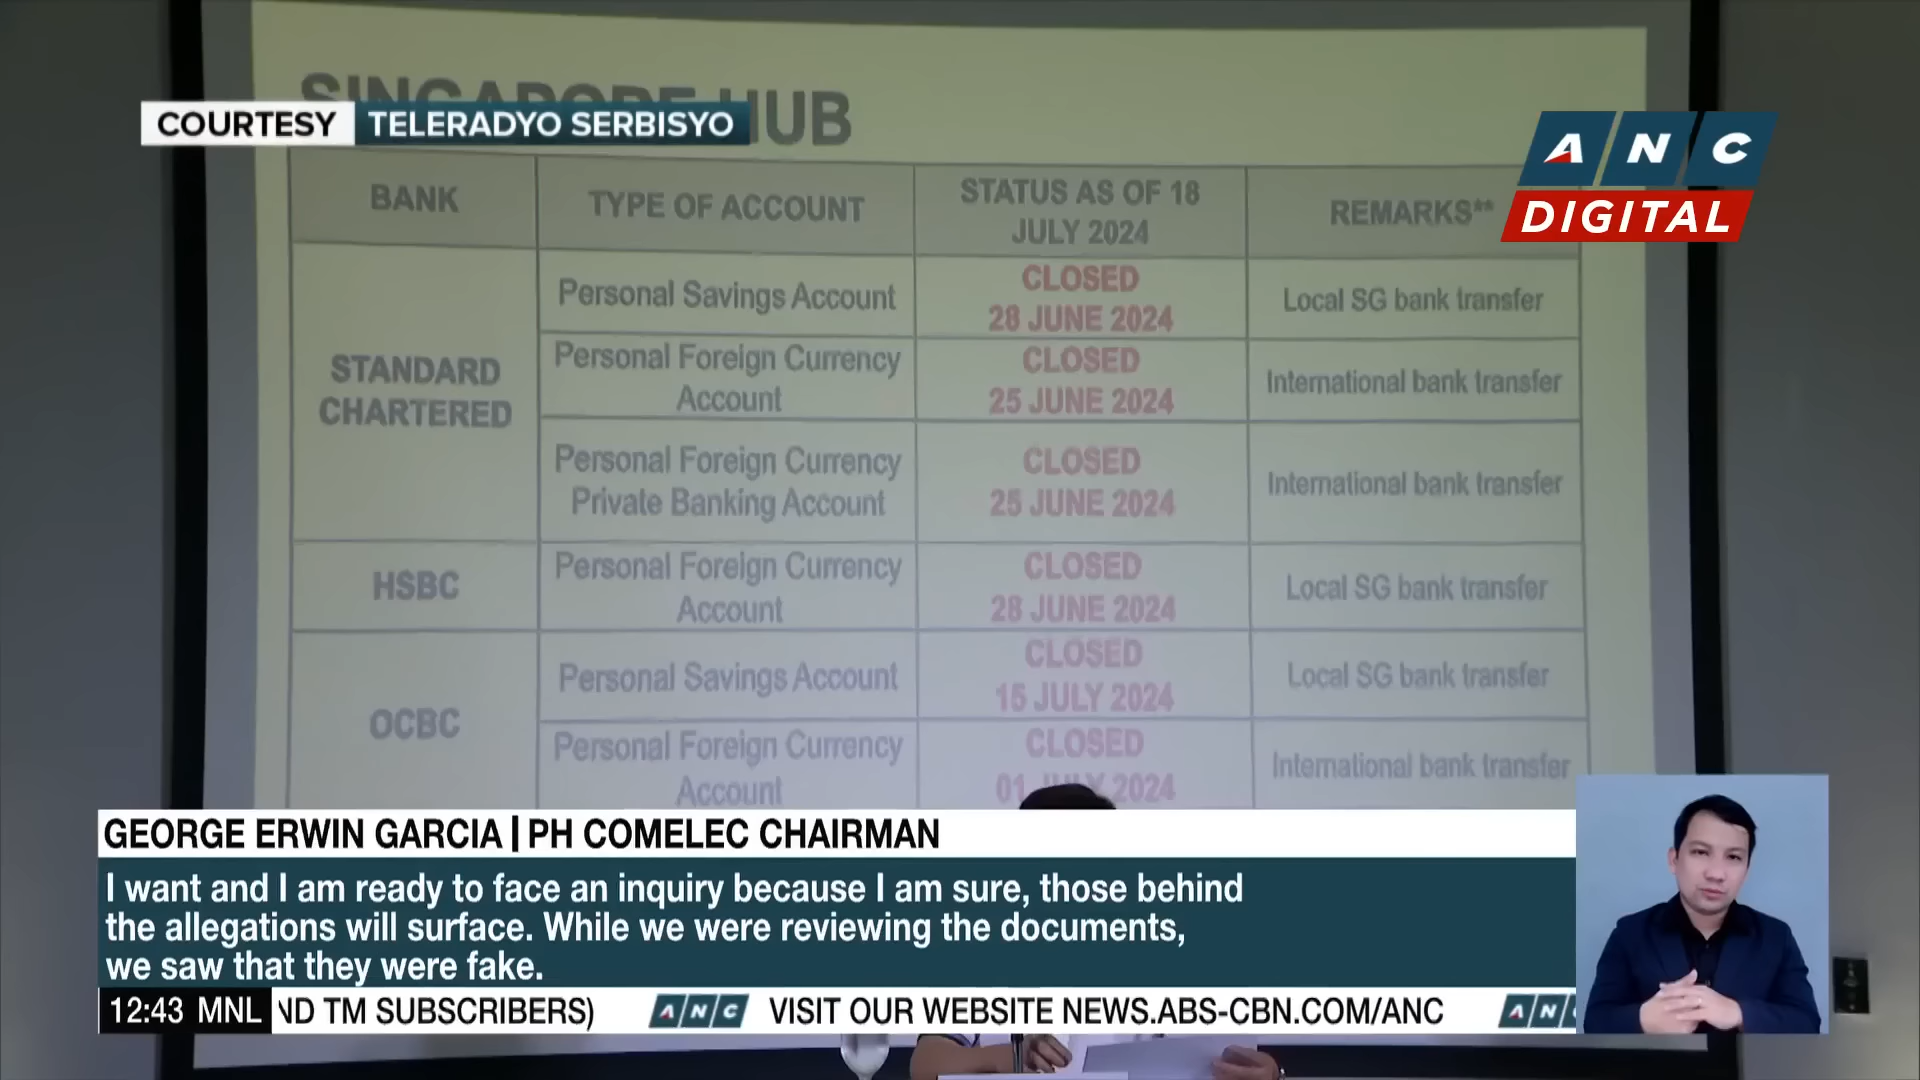 SINGAPORE HUB
COURTESY TELERADYO SERBISYO
ANC
DIGITAL
BANK
TYPE OF ACCOUNT
STATUS AS OF 18
JULY 2024
REMARKS**
STANDARD
CHARTERED
Personal Savings Account
CLOSED
28 JUNE 2024
Local SG bank transfer
Personal Foreign Currency
Account
CLOSED
25 JUNE 2024
International bank transfer
Personal Foreign Currency
Private Banking Account
CLOSED
25 JUNE 2024
International bank transfer
HSBC
Personal Foreign Currency
Account
CLOSED
28 JUNE 2024
Local SG bank transfer
OCBC
Personal Savings Account
CLOSED
15 JULY 2024
Local SG bank transfer
Personal Foreign Currency
Account
CLOSED
01 JULY 2024
International bank transfer
GEORGE ERWIN GARCIA | PH COMELEC CHAIRMAN
I want and I am ready to face an inquiry because I am sure, those behind
the allegations will surface. While we were reviewing the documents,
we saw that they were fake.
12:43 MNL ND TM SUBSCRIBERS) ANC VISIT OUR WEBSITE NEWS.ABS-CBN.COM/ANC AN